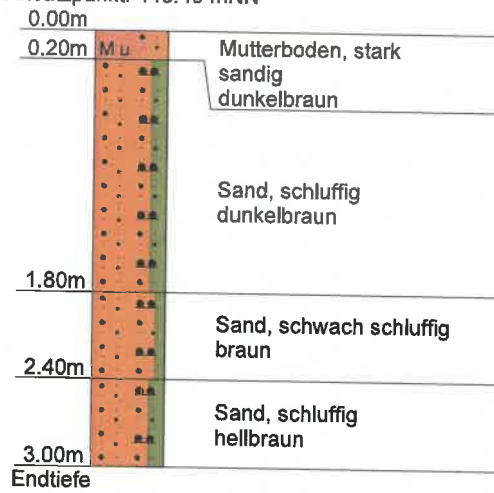 0.00m
0.20m
Mu
Mutterboden, stark
sandig
dunkelbraun
Sand, schluffig
dunkelbraun
1.80m
Sand, schwach schluffig
braun
2.40m
Sand, schluffig
hellbraun
3.00m
Endtiefe